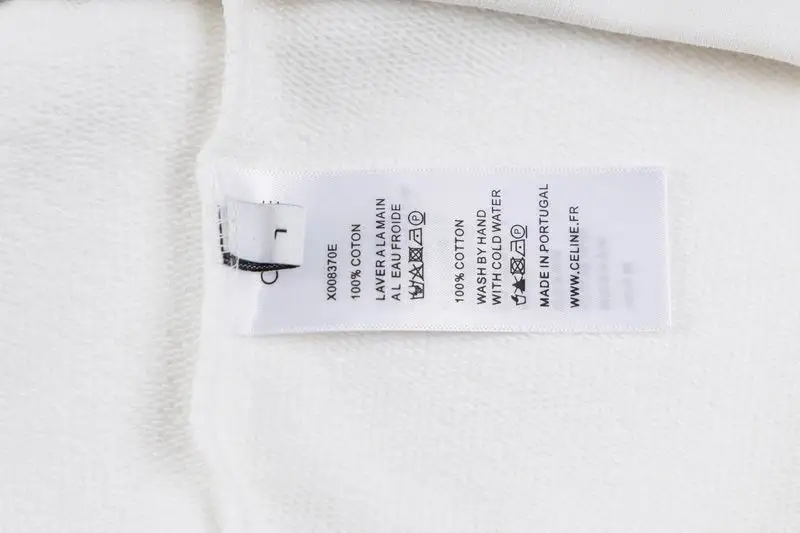 L
X008370E
100% COTON
LAVER A LA MAIN
A L EAU FROIDE
100% COTTON
WASH BY HAND
WITH COLD WATER
MADE IN PORTUGAL
WWW.CELINE.FR